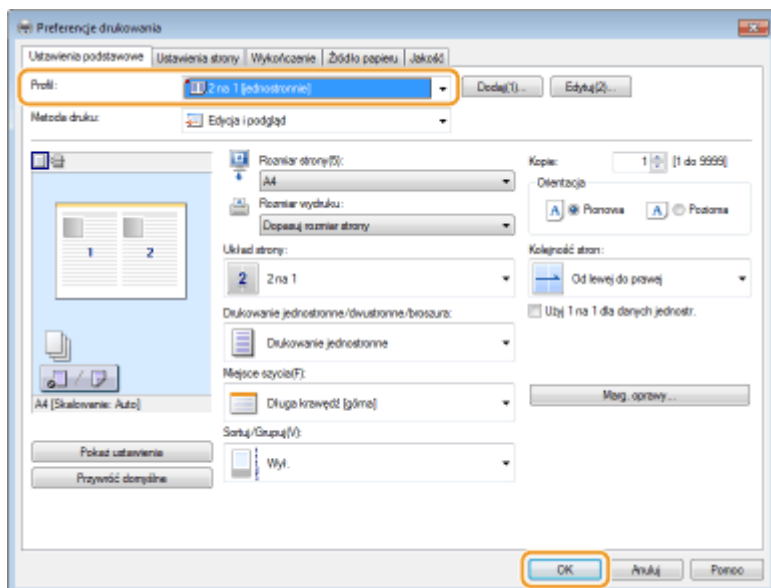 Preferencje drukowania
Ustawienia podstawowe Ustawienia strony Wykończenie Źródło papieru Jakość
Profil: 2 na 1 [jednostronnie] Dodaj(1)... Edytuj(2)...
Metoda druku: Edycja i podgląd
Rozmiar strony(5): Kopie: 1 [1 do 9999]
A4 Orientacja
Rozmiar wydruku: A Pionowa A Pozioma
Dopasuj rozmiar strony
1 2
Układ strony: Kolejność stron:
2 2 na 1 Od lewej do prawej
Drukowanie jednostronne/dwustronne/broszura: Użyj 1 na 1 dla danych jednostr.
Drukowanie jednostronne
Miejsce szycia(F):
A4 [Skalowanie: Auto] Długa krawędź [górna] Marg. oprawy...
Sortuj/Grupuj(V):
Pokaż ustawienia Wył.
Przywróć domyślne
OK Anuluj Pomoc